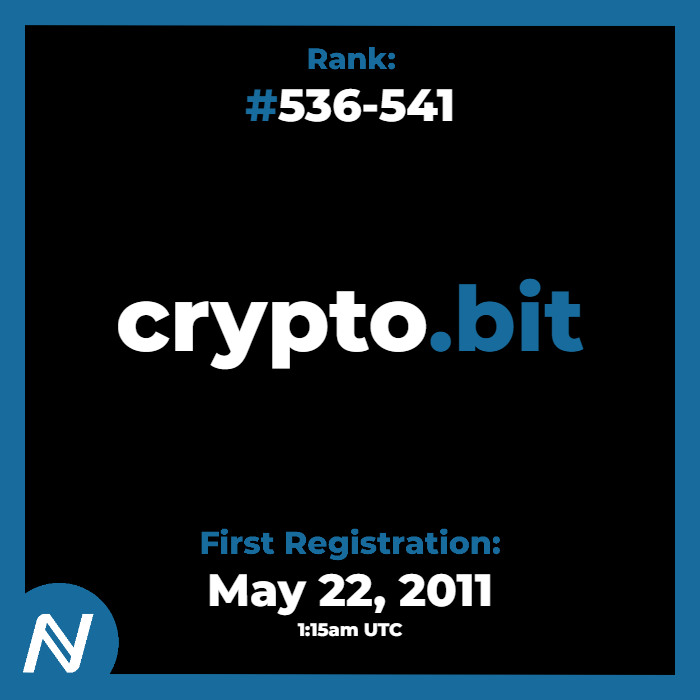 Rank:
#536-541
crypto.bit
First Registration:
May 22, 2011
1:15am UTC
N